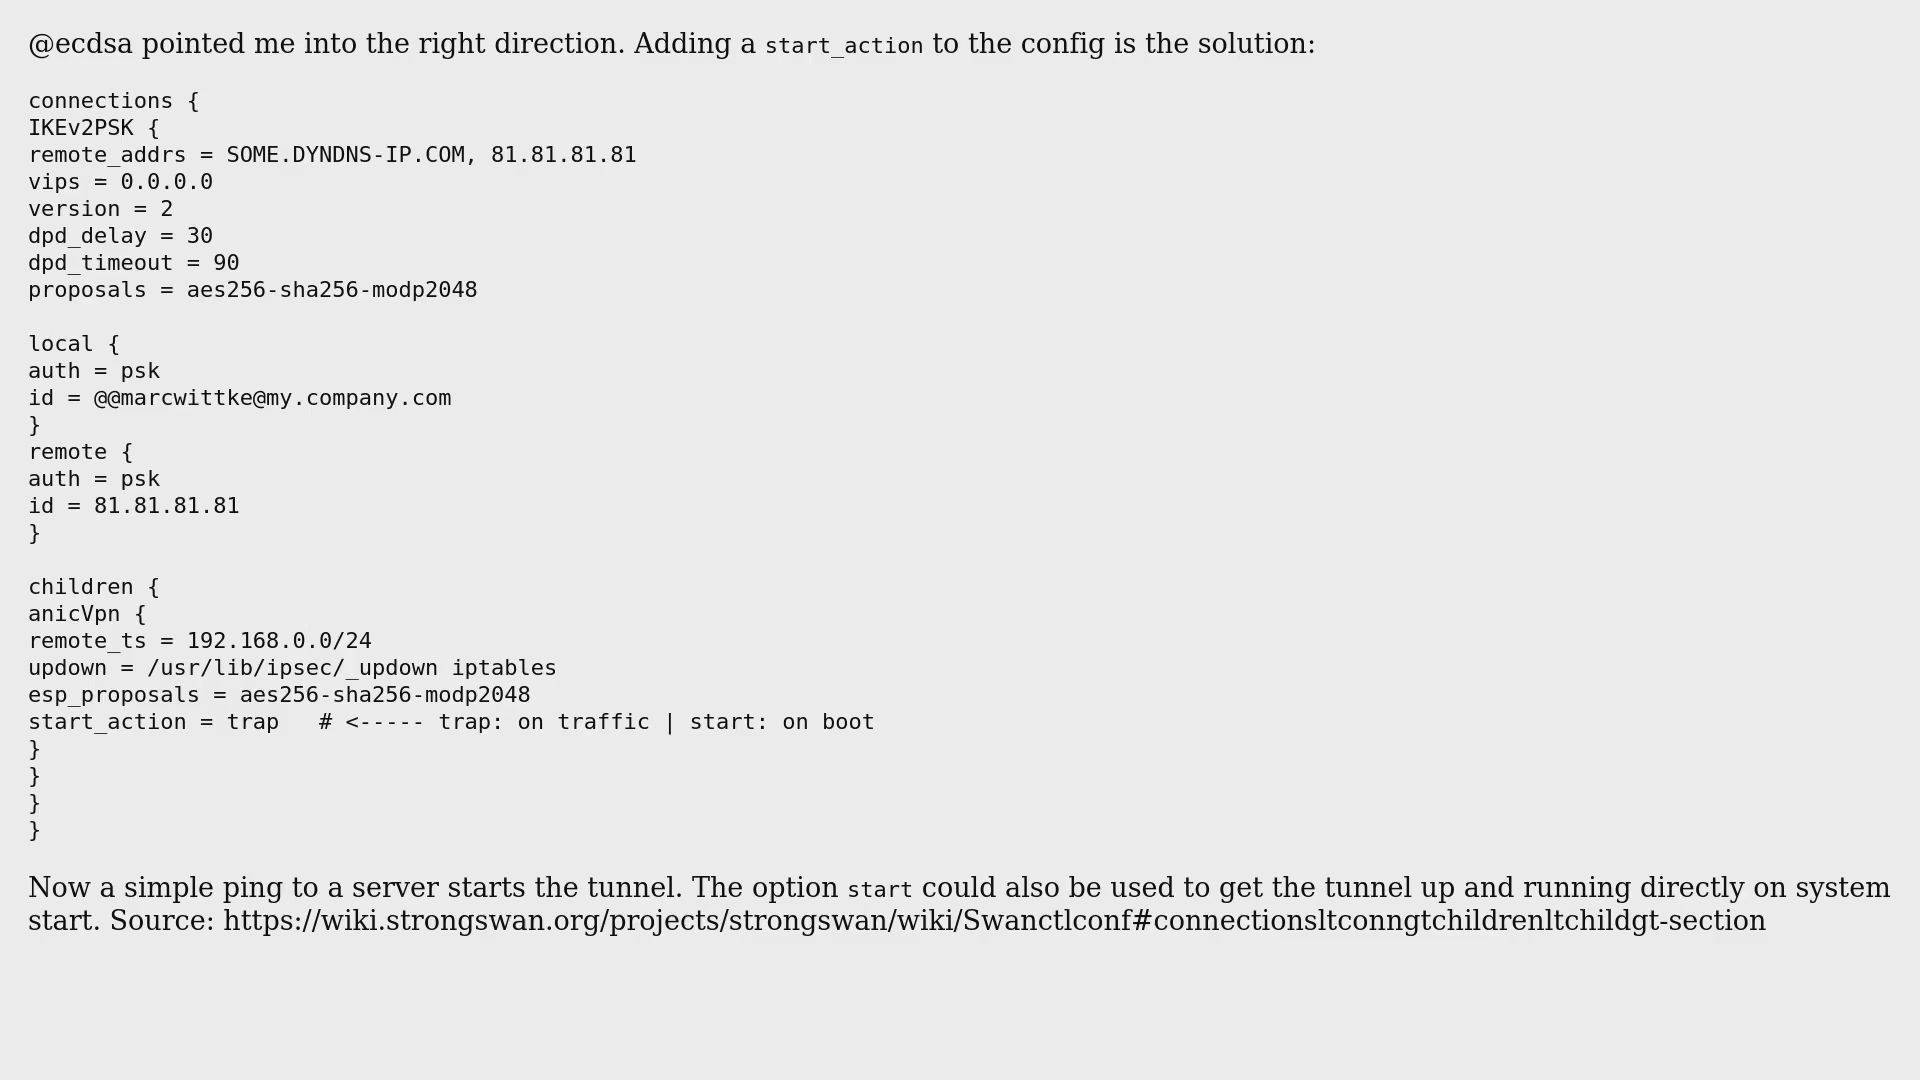 @ecdsa pointed me into the right direction. Adding a start_action to the config is the solution:
connections {
IKEv2PSK {
remote_addrs = SOME.DYNDNS-IP.COM, 81.81.81.81
vips = 0.0.0.0
version = 2
dpd_delay = 30
dpd_timeout = 90
proposals = aes256-sha256-modp2048
local {
auth = psk
id = @@marcwittke@my.company.com
}
remote {
auth = psk
id = 81.81.81.81
}
children {
anicVpn {
remote_ts = 192.168.0.0/24
updown = /usr/lib/ipsec/_updown iptables
esp_proposals = aes256-sha256-modp2048
start_action = trap   # <----- trap: on traffic | start: on boot
}
}
}
}
Now a simple ping to a server starts the tunnel. The option start could also be used to get the tunnel up and running directly on system
start. Source: https://wiki.strongswan.org/projects/strongswan/wiki/Swanctlconf#connectionsltconngtchildrenltchildgt-section